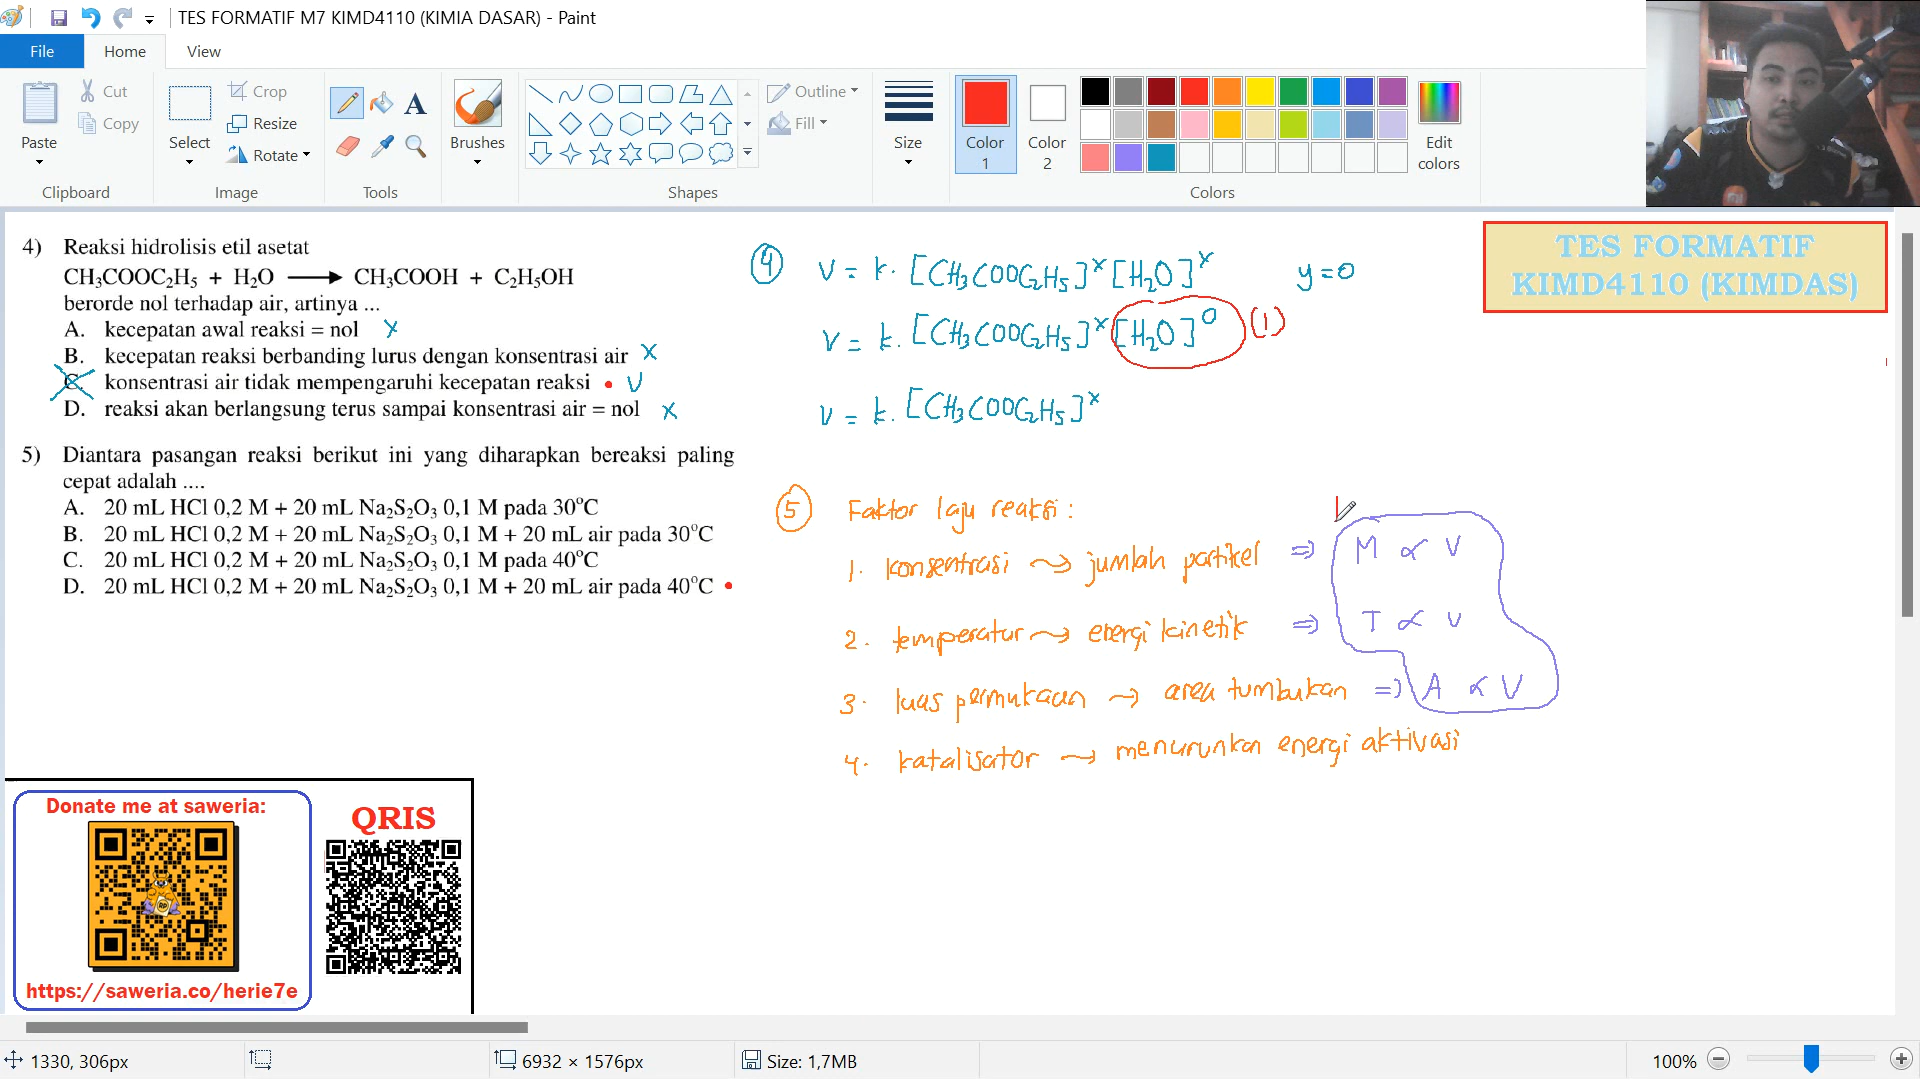 TES FORMATIF M7 KIMD4110 (KIMIA DASAR) - Paint
File Home View
Paste
Cut
Copy
Clipboard
Select
Crop
Resize
Rotate
Image
Tools
Brushes
Shapes
Outline
Fill
Size
Color 1
Color 2
Edit colors
Colors
TES FORMATIF
KIMD4110 (KIMDAS)
4) Reaksi hidrolisis etil asetat
CH₃COOC₂H₅ + H₂O ⟶ CH₃COOH + C₂H₅OH
berorde nol terhadap air, artinya ...
A. kecepatan awal reaksi = nol x
B. kecepatan reaksi berbanding lurus dengan konsentrasi air x
C. konsentrasi air tidak mempengaruhi kecepatan reaksi • v
D. reaksi akan berlangsung terus sampai konsentrasi air = nol x
5) Diantara pasangan reaksi berikut ini yang diharapkan bereaksi paling
cepat adalah ....
A. 20 mL HCl 0,2 M + 20 mL Na₂S₂O₃ 0,1 M pada 30°C
B. 20 mL HCl 0,2 M + 20 mL Na₂S₂O₃ 0,1 M + 20 mL air pada 30°C
C. 20 mL HCl 0,2 M + 20 mL Na₂S₂O₃ 0,1 M pada 40°C
D. 20 mL HCl 0,2 M + 20 mL Na₂S₂O₃ 0,1 M + 20 mL air pada 40°C •
④ v = k. [CH₃COOC₂H₅]ˣ [H₂O]ˣ y = 0
v = k. [CH₃COOC₂H₅]ˣ [H₂O]⁰ (1)
v = k. [CH₃COOC₂H₅]ˣ
⑤ Faktor laju reaksi :
1. konsentrasi ⇝ jumlah partikel ⇒ M ∝ V
2. temperatur ⇝ energi kinetik ⇒ T ∝ v
3. luas permukaan ⇝ area tumbukan ⇒ A ∝ V
4. katalisator ⇝ menurunkan energi aktivasi
Donate me at saweria:
RP
https://saweria.co/herie7e
QRIS
1330, 306px
6932 × 1576px
Size: 1,7MB
100%